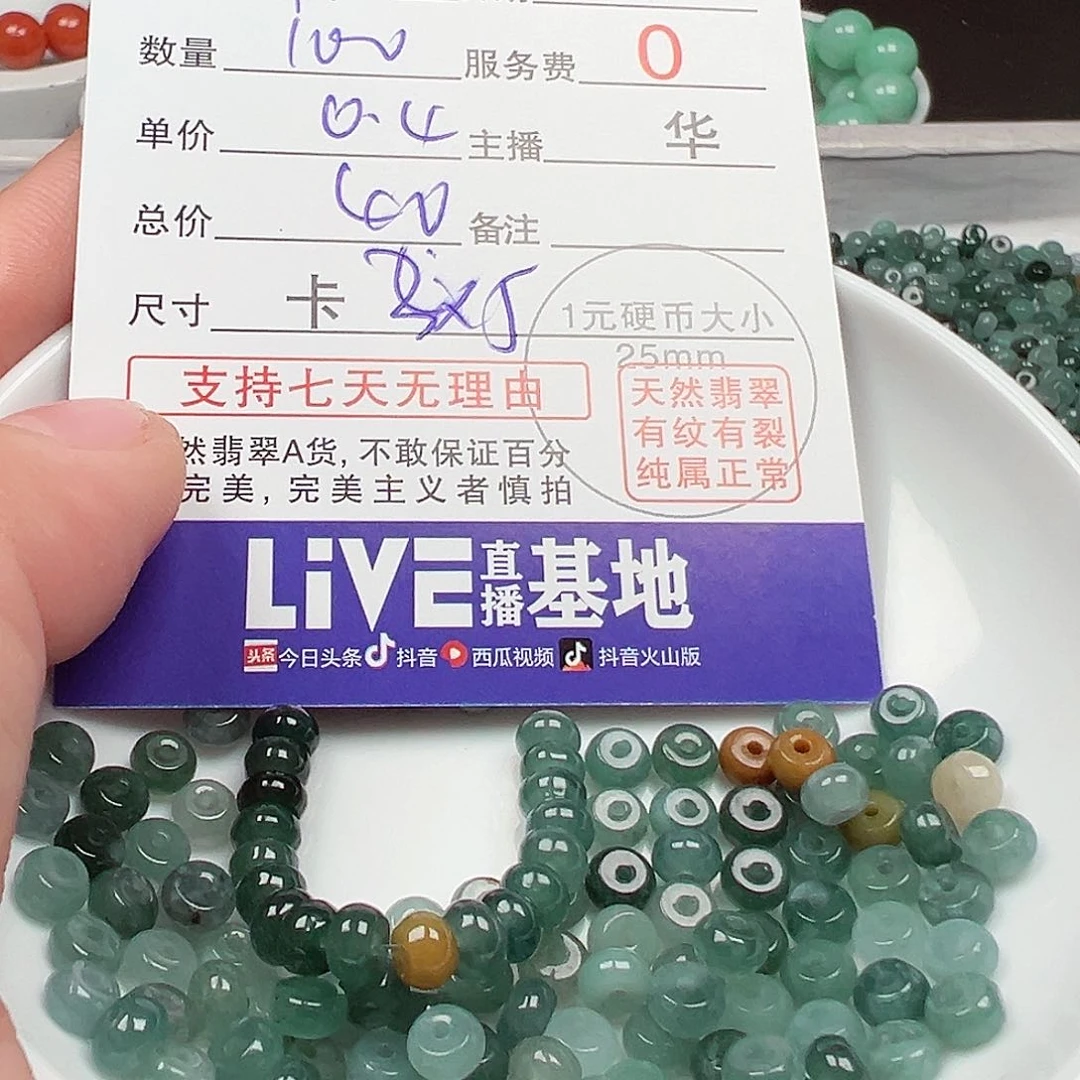 数量 100 服务费 0
单价 0.4 主播 华
总价 40 备注
尺寸 卡
1元硬币大小
25mm
支持七天无理由
天然翡翠
有纹有裂
纯属正常
然翡翠A货,不敢保证百分
完美,完美主义者慎拍
LiVE直播基地
头条 今日头条 抖音 西瓜视频 抖音火山版